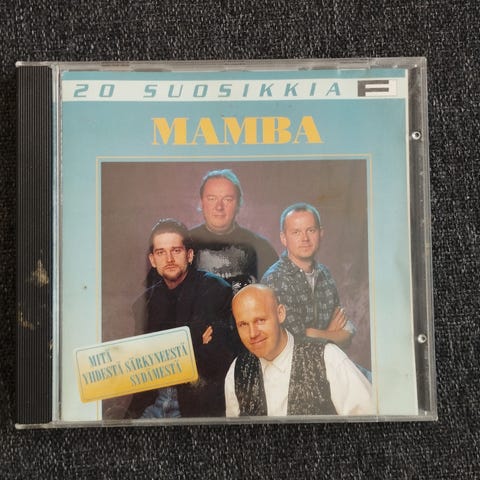 20 SUOSIKKIA F
MAMBA
MITÄ
YHDESTÄ SÄRKYNEESTÄ
SYDÄMESTÄ